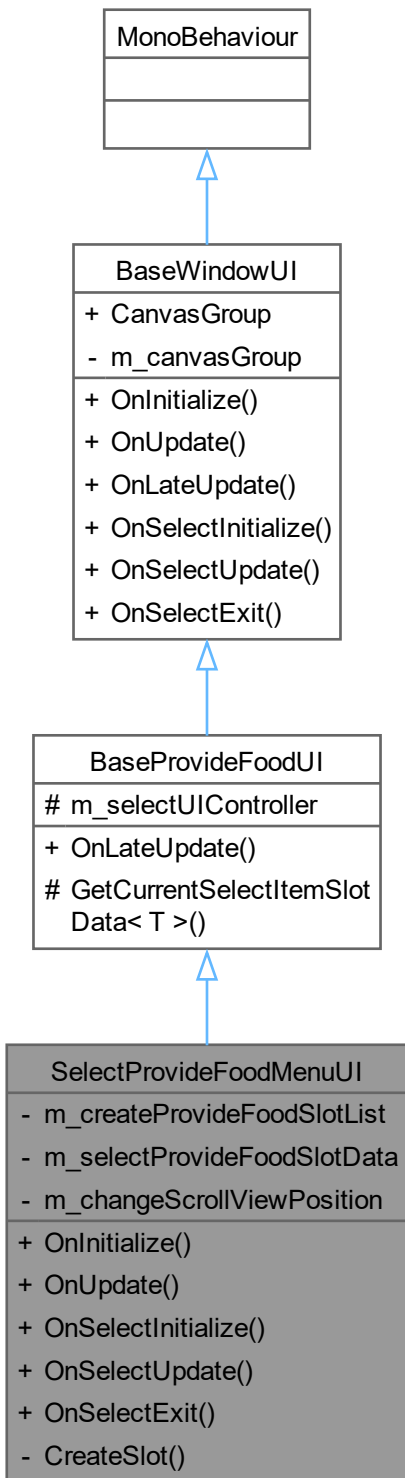 MonoBehaviour
BaseWindowUI
+ CanvasGroup
- m_canvasGroup
+ OnInitialize()
+ OnUpdate()
+ OnLateUpdate()
+ OnSelectInitialize()
+ OnSelectUpdate()
+ OnSelectExit()
BaseProvideFoodUI
# m_selectUIController
+ OnLateUpdate()
# GetCurrentSelectItemSlot
Data< T >()
SelectProvideFoodMenuUI
- m_createProvideFoodSlotList
- m_selectProvideFoodSlotData
- m_changeScrollViewPosition
+ OnInitialize()
+ OnUpdate()
+ OnSelectInitialize()
+ OnSelectUpdate()
+ OnSelectExit()
- CreateSlot()